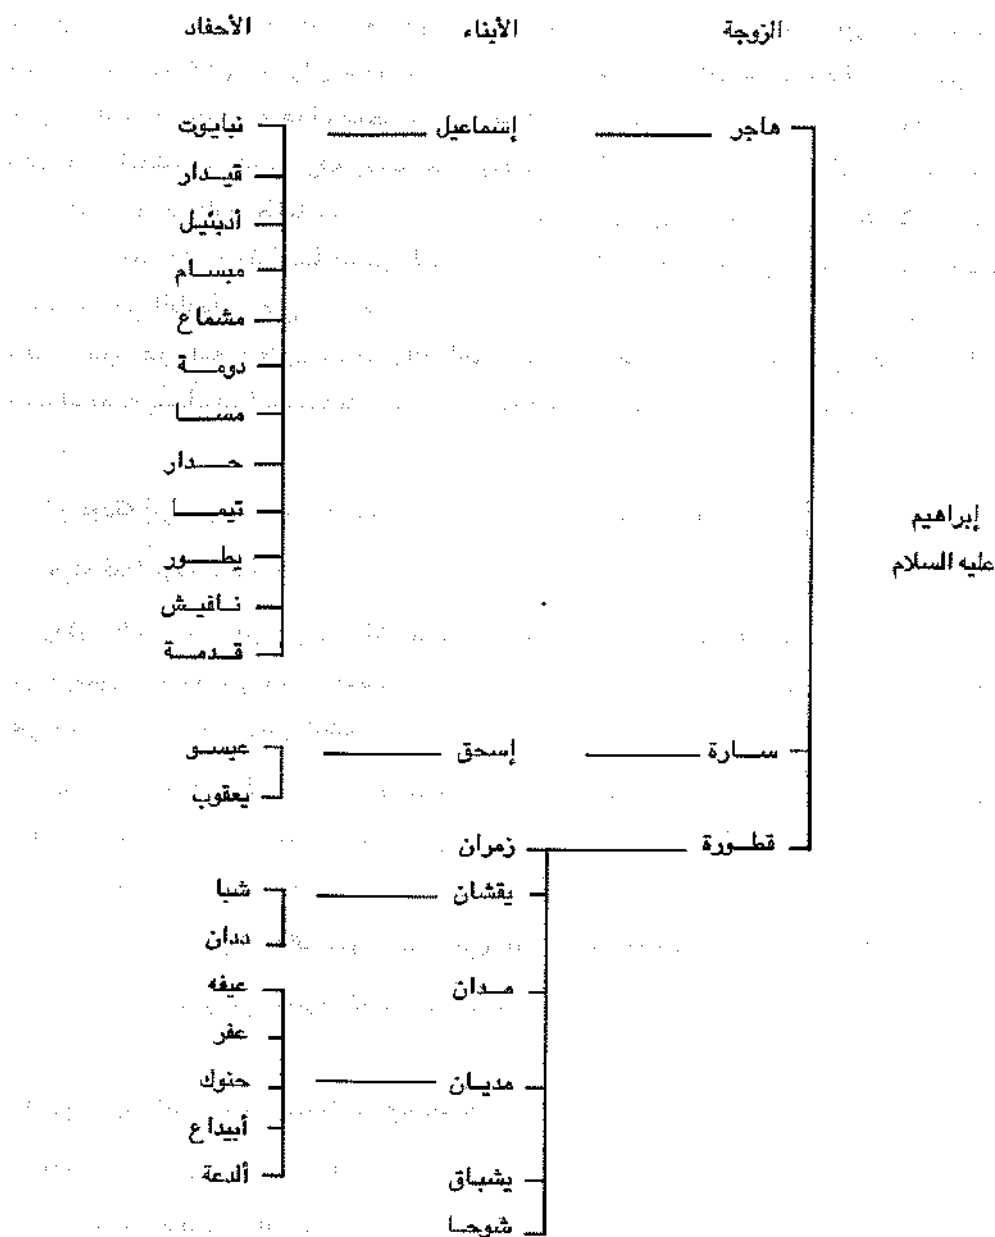 الزوجة الأبناء الأحفاد
هاجر إسماعيل نبايوت
قيدار
أدبئيل
مبسام
مشماع
دومة
مسا
حدار
تيما
إبراهيم
يطور
عليه السلام
نافيش
قدمة
سارة إسحق عيسو
يعقوب
قطورة زمران
يقشان شبا
ددان
مدان عيفه
عفر
مديان حنوك
أبيداع
يشباق ألدعة
شوحا